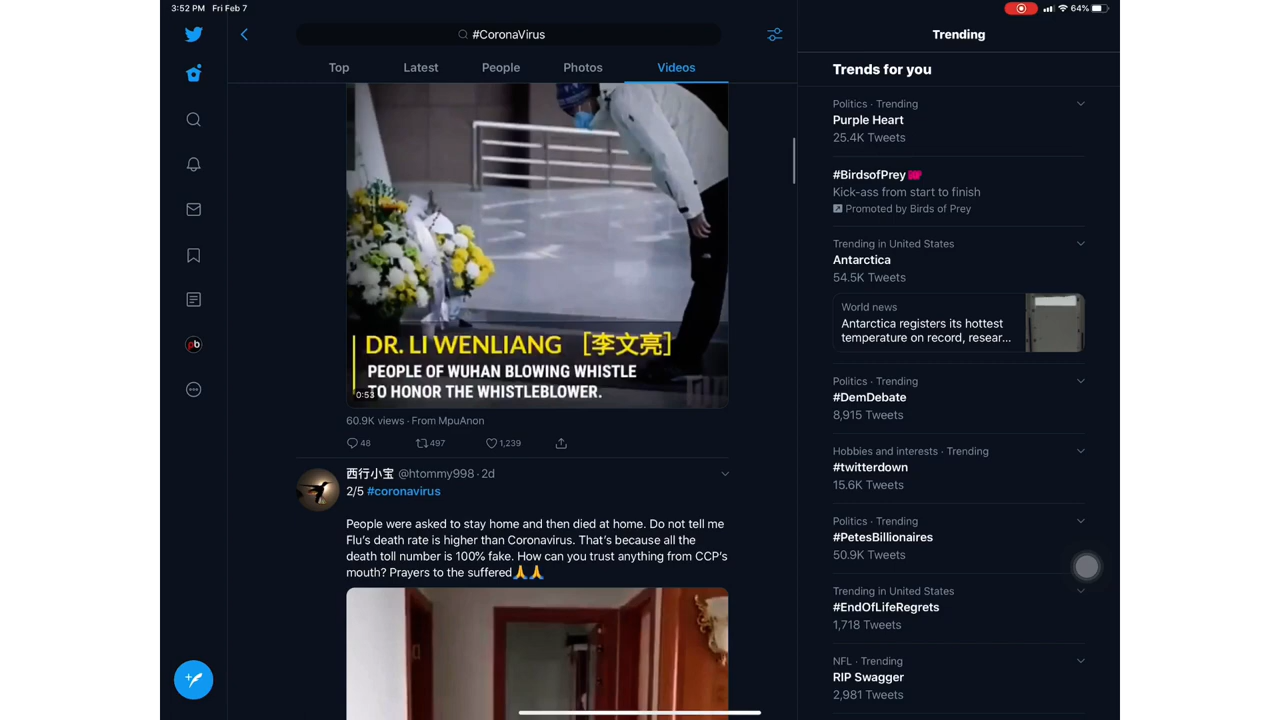 3:52 PM Fri Feb 7
64%
#CoronaVirus
Top
Latest
People
Photos
Videos
DR. LI WENLIANG [李文亮]
PEOPLE OF WUHAN BLOWING WHISTLE
TO HONOR THE WHISTLEBLOWER.
0:53
60.9K views · From MpuAnon
48
497
1,239
西行小宝 @htommy998 · 2d
2/5 #coronavirus
People were asked to stay home and then died at home. Do not tell me
Flu's death rate is higher than Coronavirus. That's because all the
death toll number is 100% fake. How can you trust anything from CCP's
mouth? Prayers to the suffered🙏🙏
pb
Trending
Trends for you
Politics · Trending
Purple Heart
25.4K Tweets
#BirdsofPrey
Kick-ass from start to finish
Promoted by Birds of Prey
Trending in United States
Antarctica
54.5K Tweets
World news
Antarctica registers its hottest
temperature on record, resear...
Politics · Trending
#DemDebate
8,915 Tweets
Hobbies and interests · Trending
#twitterdown
15.6K Tweets
Politics · Trending
#PetesBillionaires
50.9K Tweets
Trending in United States
#EndOfLifeRegrets
1,718 Tweets
NFL · Trending
RIP Swagger
2,981 Tweets